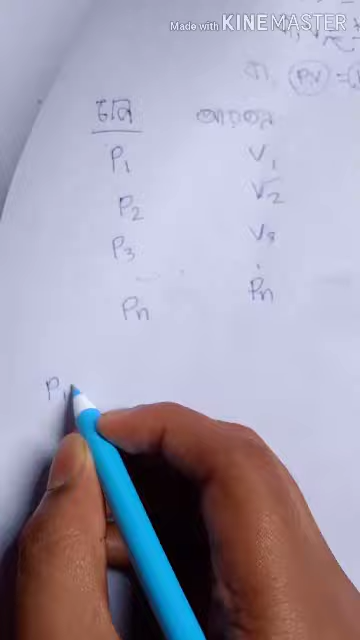 Made with KINEMASTER
বা, PV =
চাপ আয়তন
P₁ V₁
P₂ V₂
P₃ V₃
Pₙ Pₙ
P₁